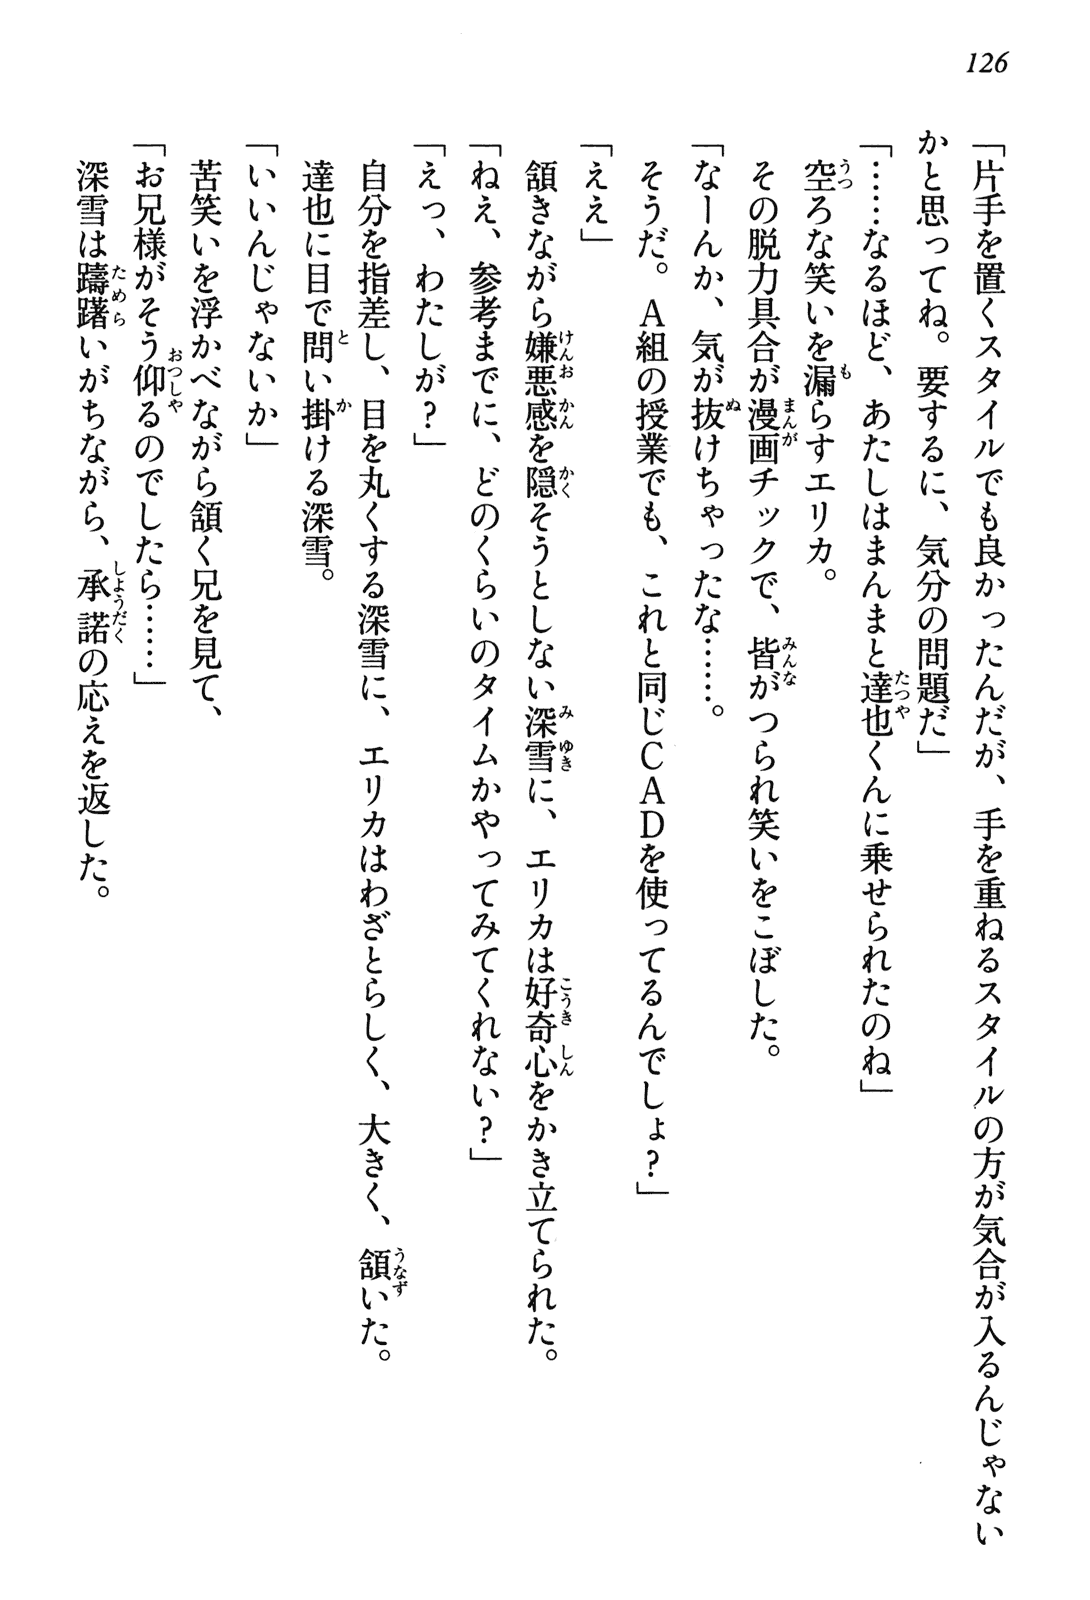 126
「片手を置くスタイルでも良かったんだが、手を重ねるスタイルの方が気合が入るんじゃない
かと思ってね。要するに、気分の問題だ」
「……なるほど、あたしはまんまと達也くんに乗せられたのね」
空ろな笑いを漏らすエリカ。
その脱力具合が漫画チックで、皆がつられ笑いをこぼした。
「なーんか、気が抜けちゃったな……。
そうだ。Ａ組の授業でも、これと同じＣＡＤを使ってるんでしょ？」
「ええ」
頷きながら嫌悪感を隠そうとしない深雪に、エリカは好奇心をかき立てられた。
「ねえ、参考までに、どのくらいのタイムかやってみてくれない？」
「えっ、わたしが？」
自分を指差し、目を丸くする深雪に、エリカはわざとらしく、大きく、頷いた。
達也に目で問い掛ける深雪。
「いいんじゃないか」
苦笑いを浮かべながら頷く兄を見て、
「お兄様がそう仰るのでしたら……」
深雪は躊躇いがちながら、承諾の応えを返した。